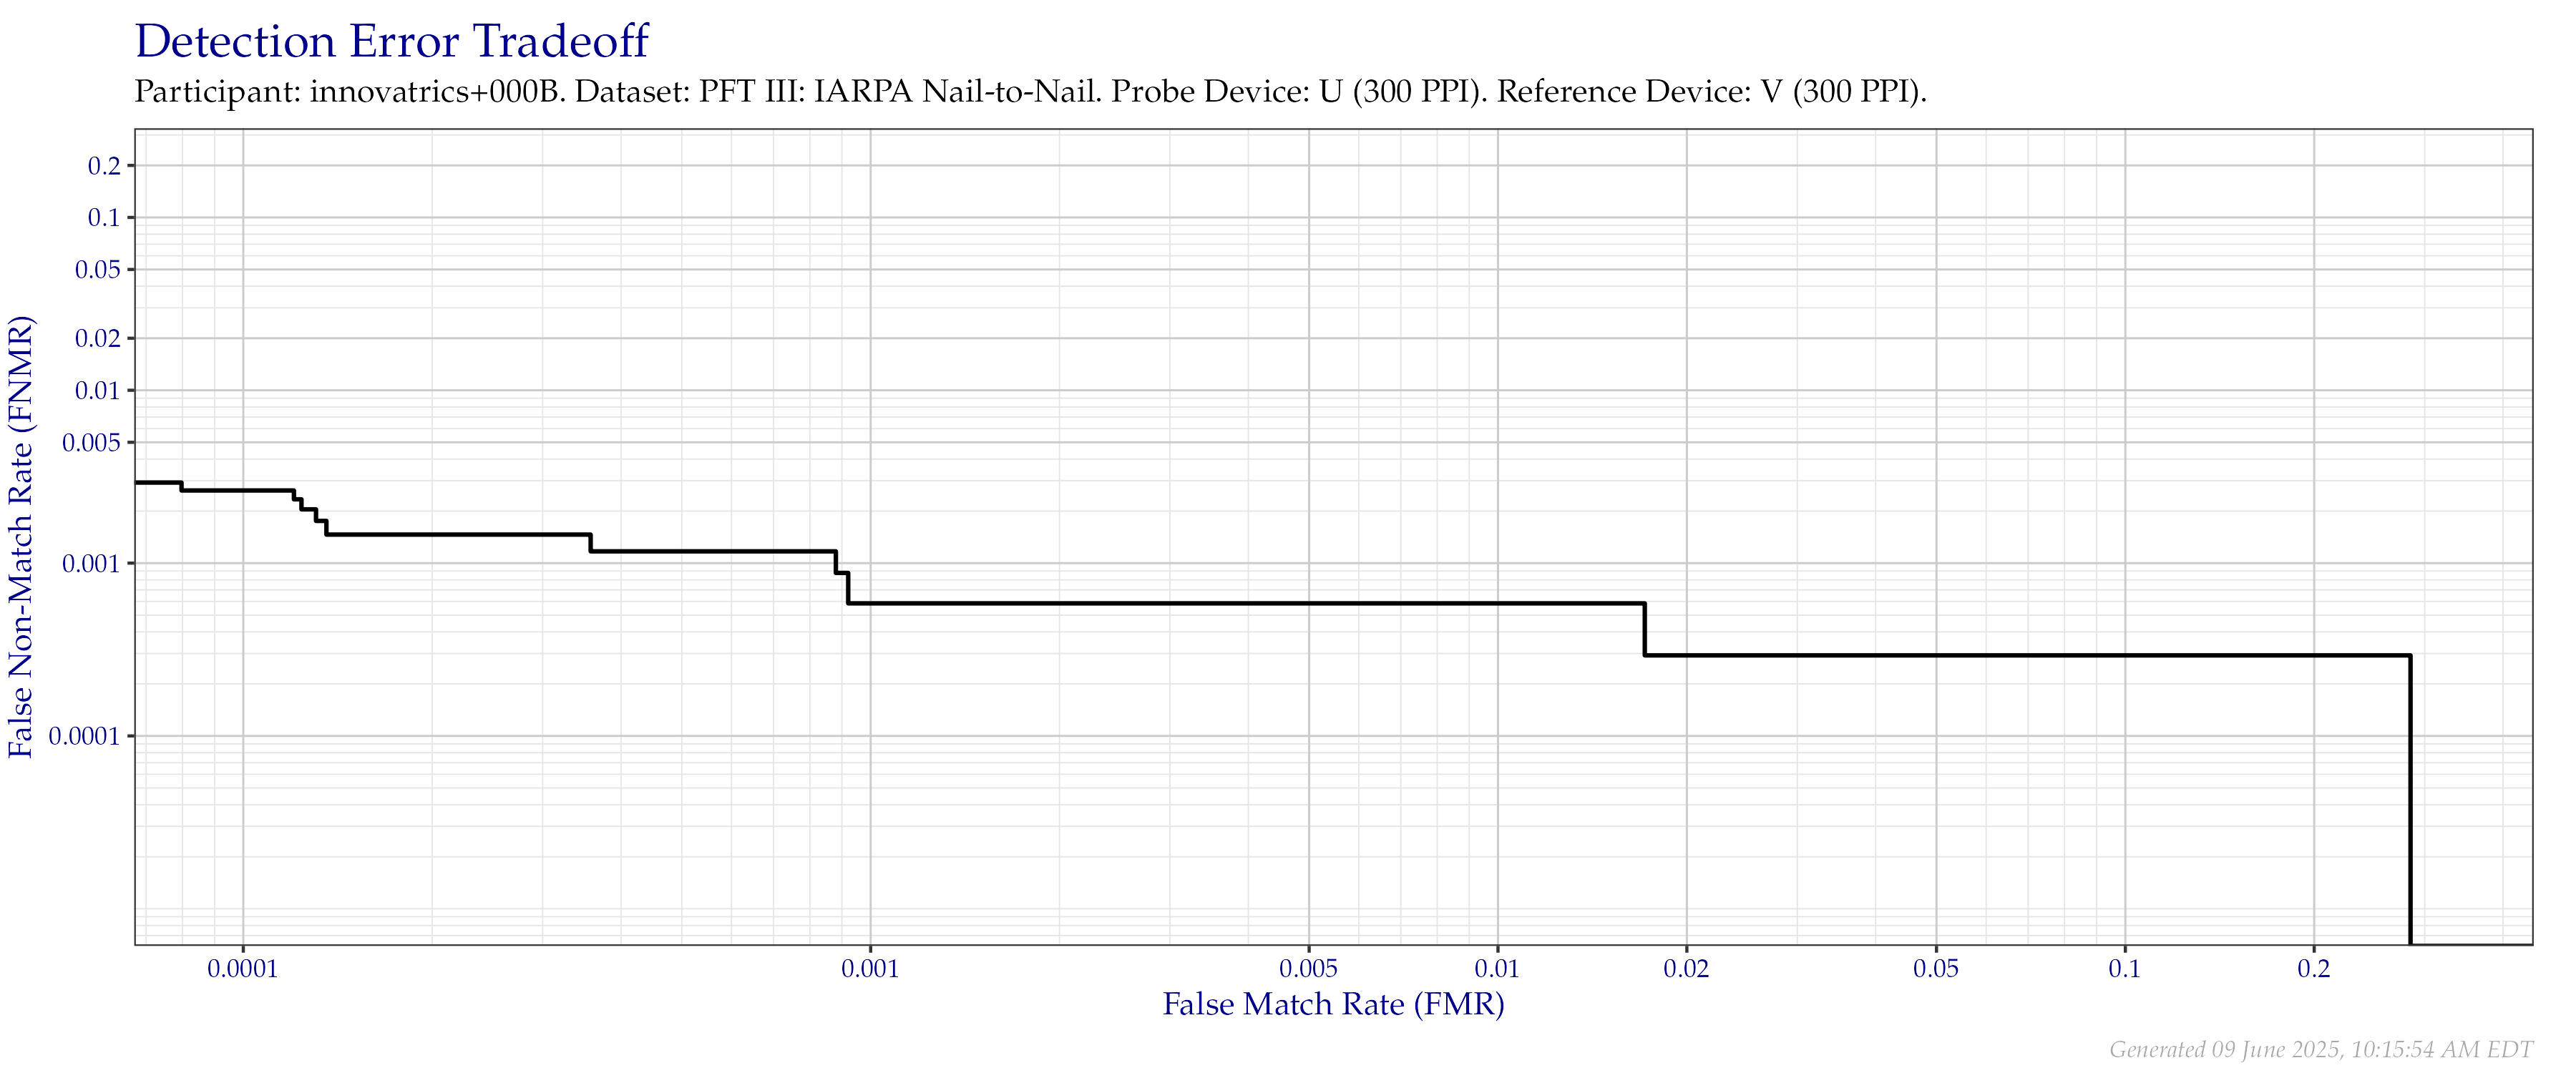 Detection Error Tradeoff
Participant: innovatrics+000B. Dataset: PFT III: IARPA Nail-to-Nail. Probe Device: U (300 PPI). Reference Device: V (300 PPI).
False Non-Match Rate (FNMR)
0.2
0.1
0.05
0.02
0.01
0.005
0.001
0.0001
0.0001 0.001 0.005 0.01 0.02 0.05 0.1 0.2
False Match Rate (FMR)
Generated 09 June 2025, 10:15:54 AM EDT